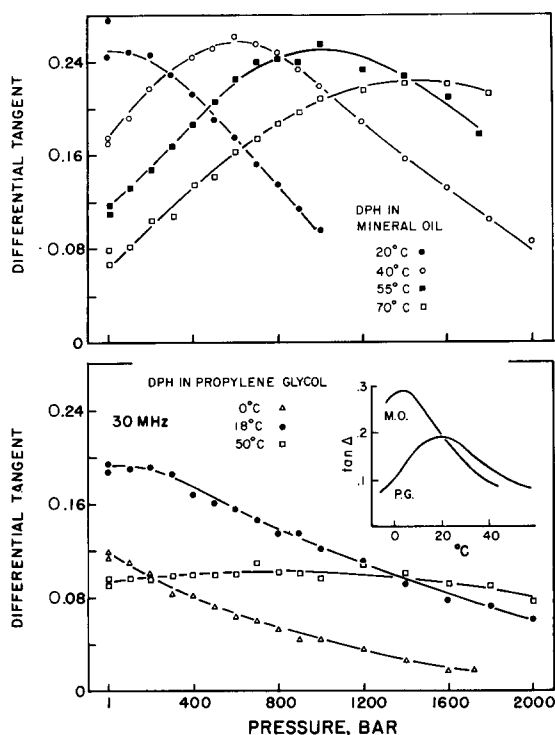 DIFFERENTIAL TANGENT
0.24
0.16
0.08
0
DPH IN
MINERAL OIL
20°C ●
40°C ○
55°C ■
70°C □
DIFFERENTIAL TANGENT
0.24
0.16
0.08
0
DPH IN PROPYLENE GLYCOL
30 MHz
0°C △
18°C ●
50°C □
tan Δ
.3
.2
.1
M.O.
P.G.
0 20 40
°C
1 400 800 1200 1600 2000
PRESSURE, BAR